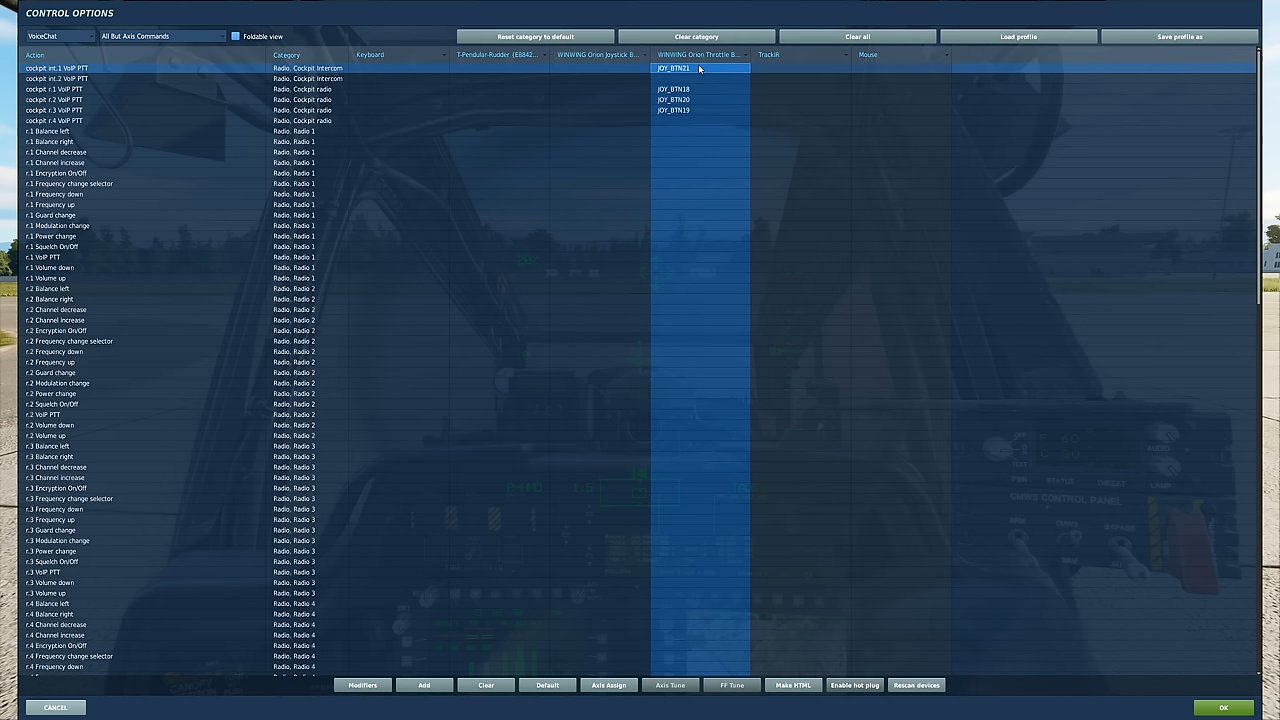 CONTROL OPTIONS
VoiceChat All But Axis Commands Foldable view Reset category to default Clear category Clear all Load profile Save profile as
Action Category Keyboard T-Pendular-Rudder {E8842... WINWING Orion Joystick B... WINWING Orion Throttle B... TrackIR Mouse
cockpit int.1 VoIP PTT Radio, Cockpit Intercom JOY_BTN21
cockpit int.2 VoIP PTT Radio, Cockpit Intercom
cockpit r.1 VoIP PTT Radio, Cockpit radio JOY_BTN18
cockpit r.2 VoIP PTT Radio, Cockpit radio JOY_BTN20
cockpit r.3 VoIP PTT Radio, Cockpit radio JOY_BTN19
cockpit r.4 VoIP PTT Radio, Cockpit radio
r.1 Balance left Radio, Radio 1
r.1 Balance right Radio, Radio 1
r.1 Channel decrease Radio, Radio 1
r.1 Channel increase Radio, Radio 1
r.1 Encryption On/Off Radio, Radio 1
r.1 Frequency change selector Radio, Radio 1
r.1 Frequency down Radio, Radio 1
r.1 Frequency up Radio, Radio 1
r.1 Guard change Radio, Radio 1
r.1 Modulation change Radio, Radio 1
r.1 Power change Radio, Radio 1
r.1 Squelch On/Off Radio, Radio 1
r.1 VoIP PTT Radio, Radio 1
r.1 Volume down Radio, Radio 1
r.1 Volume up Radio, Radio 1
r.2 Balance left Radio, Radio 2
r.2 Balance right Radio, Radio 2
r.2 Channel decrease Radio, Radio 2
r.2 Channel increase Radio, Radio 2
r.2 Encryption On/Off Radio, Radio 2
r.2 Frequency change selector Radio, Radio 2
r.2 Frequency down Radio, Radio 2
r.2 Frequency up Radio, Radio 2
r.2 Guard change Radio, Radio 2
r.2 Modulation change Radio, Radio 2
r.2 Power change Radio, Radio 2
r.2 Squelch On/Off Radio, Radio 2
r.2 VoIP PTT Radio, Radio 2
r.2 Volume down Radio, Radio 2
r.2 Volume up Radio, Radio 2
r.3 Balance left Radio, Radio 3
r.3 Balance right Radio, Radio 3
r.3 Channel decrease Radio, Radio 3
r.3 Channel increase Radio, Radio 3
r.3 Encryption On/Off Radio, Radio 3
r.3 Frequency change selector Radio, Radio 3
r.3 Frequency down Radio, Radio 3
r.3 Frequency up Radio, Radio 3
r.3 Guard change Radio, Radio 3
r.3 Modulation change Radio, Radio 3
r.3 Power change Radio, Radio 3
r.3 Squelch On/Off Radio, Radio 3
r.3 VoIP PTT Radio, Radio 3
r.3 Volume down Radio, Radio 3
r.3 Volume up Radio, Radio 3
r.4 Balance left Radio, Radio 4
r.4 Balance right Radio, Radio 4
r.4 Channel decrease Radio, Radio 4
r.4 Channel increase Radio, Radio 4
r.4 Encryption On/Off Radio, Radio 4
r.4 Frequency change selector Radio, Radio 4
r.4 Frequency down Radio, Radio 4
AUDIO
PWR STATUS THREAT LAMP
CMWS CONTROL PANEL
ARM CMWS BYPASS
Modifiers Add Clear Default Axis Assign Axis Tune FF Tune Make HTML Enable hot plug Rescan devices
CANCEL OK